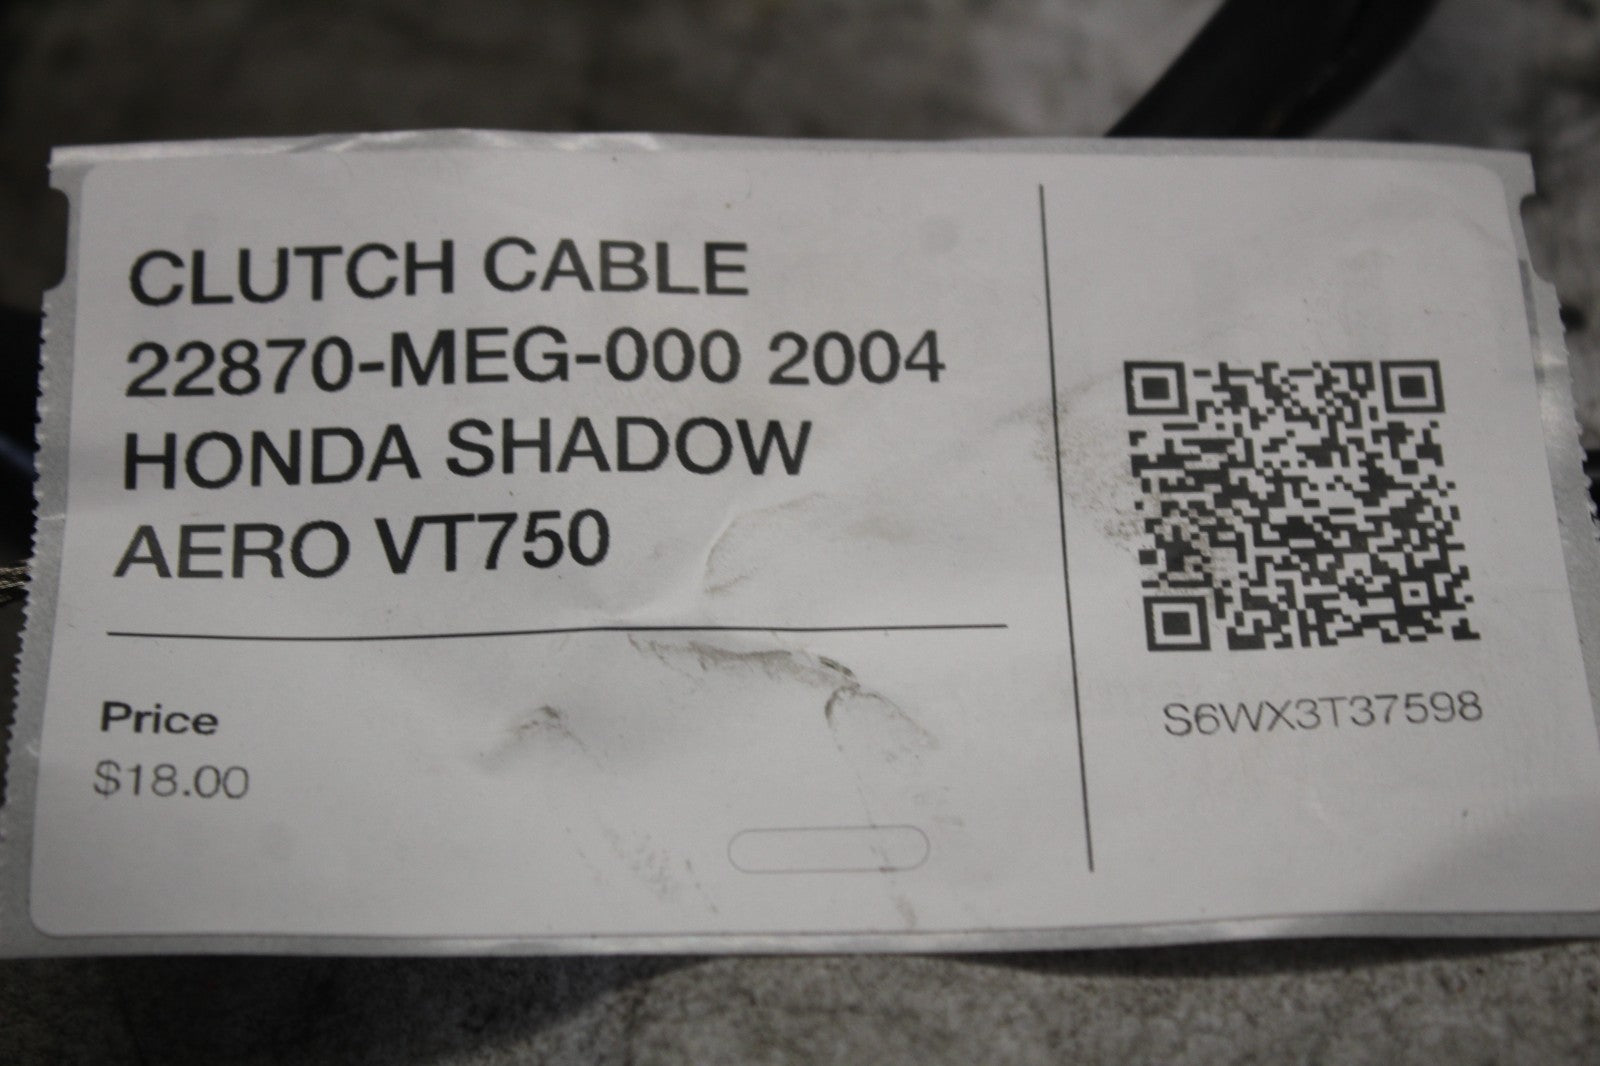 CLUTCH CABLE
22870-MEG-000 2004
HONDA SHADOW
AERO VT750
Price
$18.00
S6WX3T37598